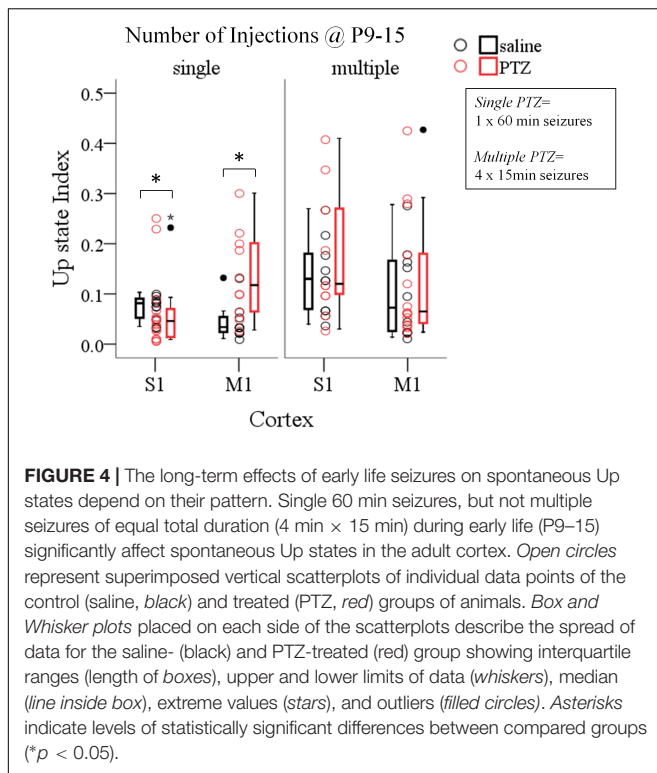 Number of Injections @ P9-15
single
multiple
saline
PTZ
Single PTZ=
1 x 60 min seizures
Multiple PTZ=
4 x 15min seizures
Up state Index
0.5
0.4
0.3
0.2
0.1
0.0
*
*
*
S1
M1
S1
M1
Cortex
FIGURE 4 | The long-term effects of early life seizures on spontaneous Up
states depend on their pattern. Single 60 min seizures, but not multiple
seizures of equal total duration (4 min × 15 min) during early life (P9–15)
significantly affect spontaneous Up states in the adult cortex. Open circles
represent superimposed vertical scatterplots of individual data points of the
control (saline, black) and treated (PTZ, red) groups of animals. Box and
Whisker plots placed on each side of the scatterplots describe the spread of
data for the saline- (black) and PTZ-treated (red) group showing interquartile
ranges (length of boxes), upper and lower limits of data (whiskers), median
(line inside box), extreme values (stars), and outliers (filled circles). Asterisks
indicate levels of statistically significant differences between compared groups
(*p < 0.05).